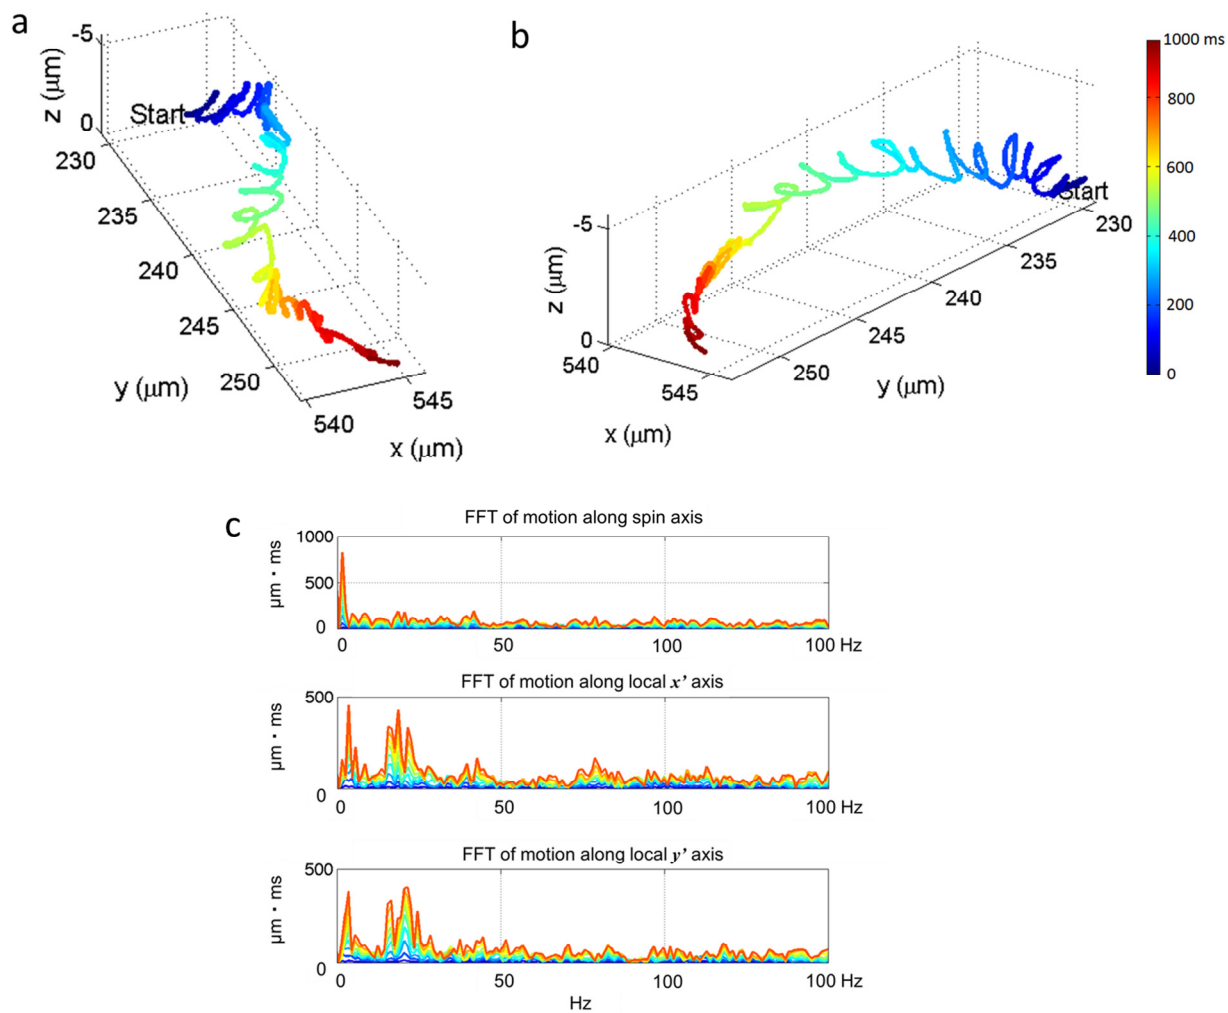 a
-5
z (μm)
0
Start
230
235
240
245
250
y (μm)
540
545
x (μm)
b
-5
z (μm)
0
Start
230
235
240
245
250
y (μm)
540
545
x (μm)
1000 ms
800
600
400
200
0
c
FFT of motion along spin axis
1000
500
0
μm · ms
0 50 100 100 Hz
FFT of motion along local x’ axis
500
0
μm · ms
0 50 100 100 Hz
FFT of motion along local y’ axis
500
0
μm · ms
0 50 100 100 Hz
Hz